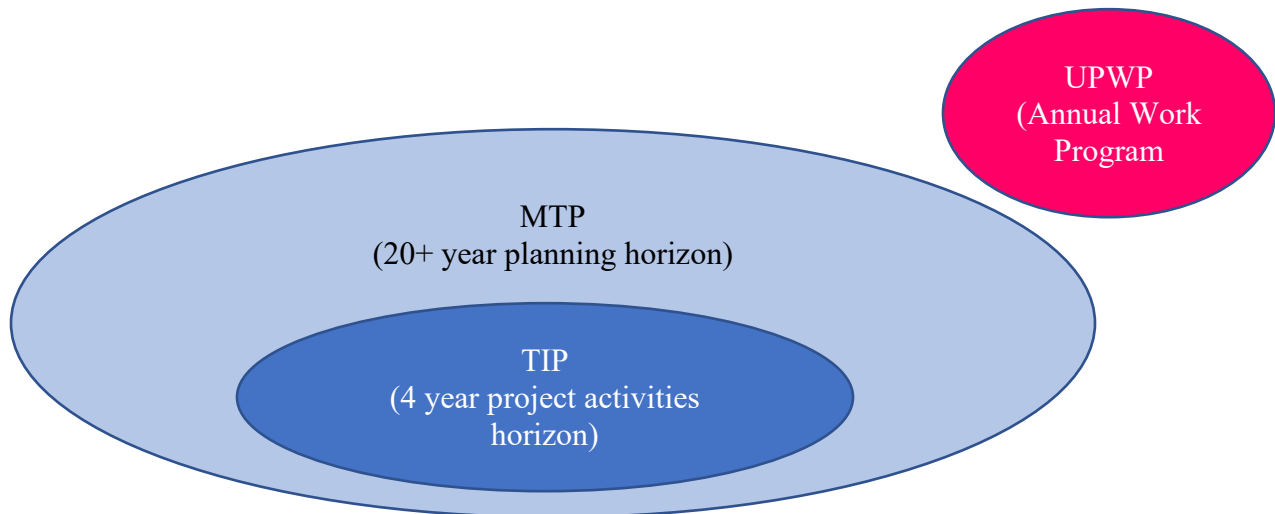 UPWP
(Annual Work
Program
MTP
(20+ year planning horizon)
TIP
(4 year project activities
horizon)